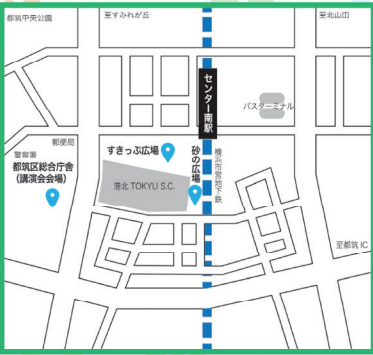 都筑中央公園
至すみれが丘
至北山田
センター南駅
バスターミナル
郵便局
警察署
都筑区総合庁舎
(講演会会場)
すきっぷ広場
砂の広場
横浜市営地下鉄
港北 TOKYU S.C.
至都筑 IC